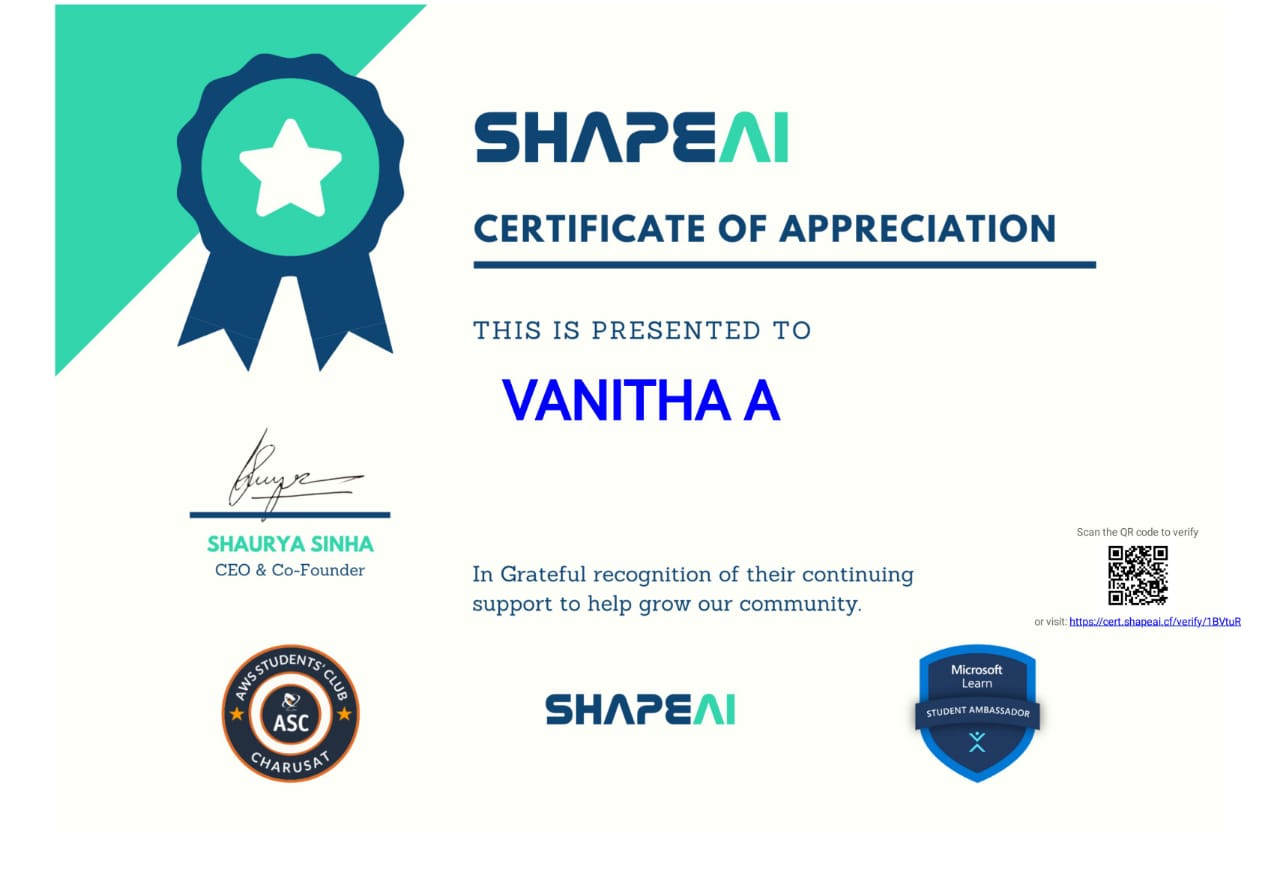 SHAPEAI
CERTIFICATE OF APPRECIATION
THIS IS PRESENTED TO
VANITHA A
SHAURYA SINHA
CEO & Co-Founder
In Grateful recognition of their continuing
support to help grow our community.
Scan the QR code to verify
or visit: https://cert.shapeai.cf/verify/1BVtuR
AWS STUDENTS' CLUB
ASC
CHARUSAT
SHAPEAI
Microsoft
Learn
STUDENT AMBASSADOR